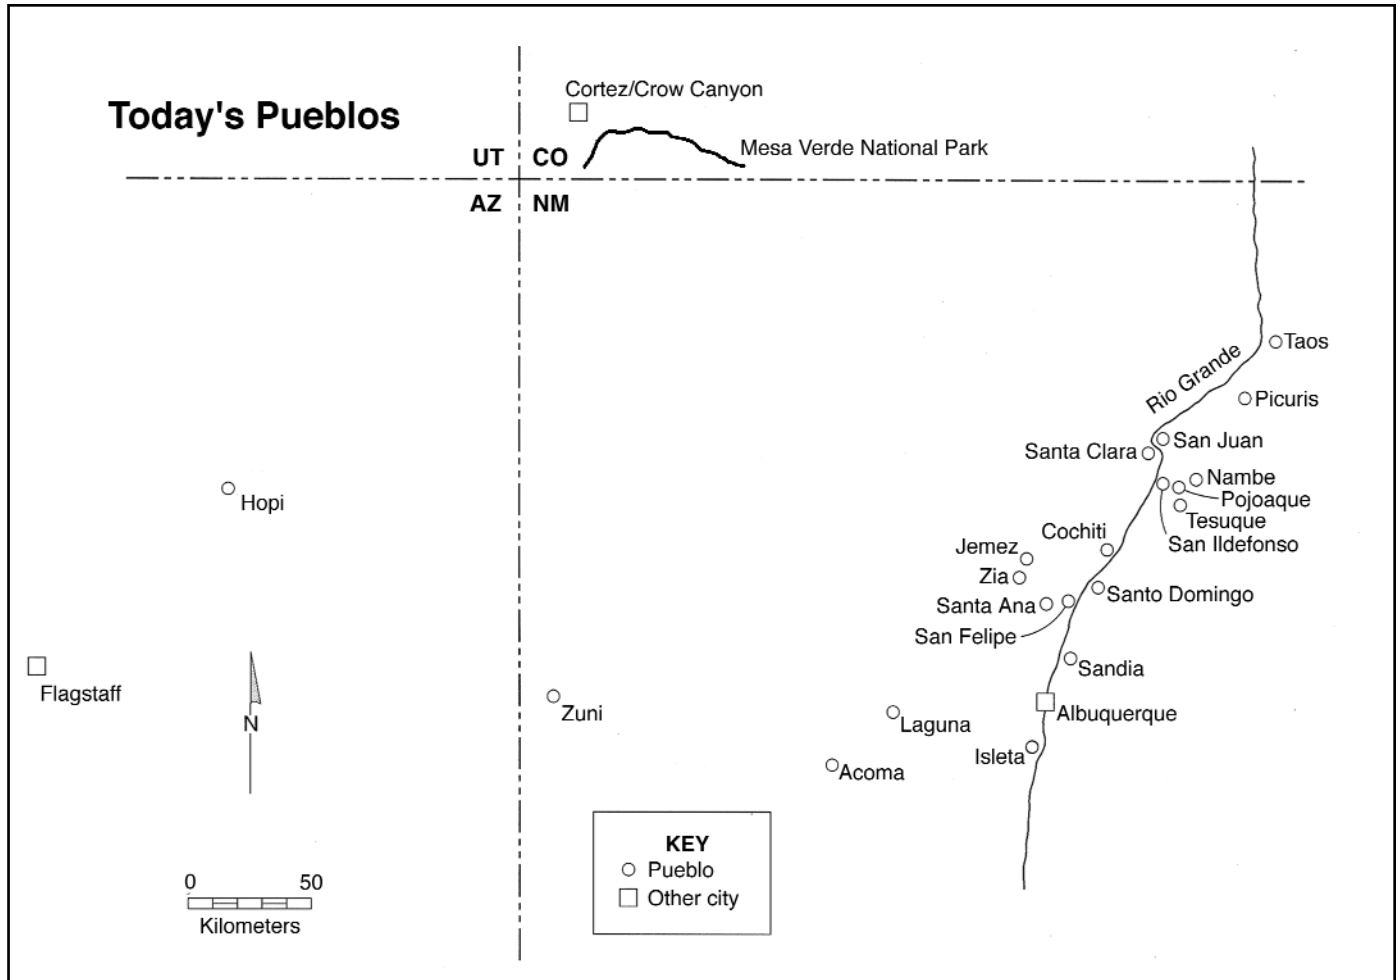 Today's Pueblos
Cortez/Crow Canyon
Mesa Verde National Park
UT
CO
AZ
NM
Rio Grande
Taos
Picuris
San Juan
Santa Clara
Nambe
Pojoaque
Tesuque
San Ildefonso
Cochiti
Jemez
Zia
Santa Ana
San Felipe
Santo Domingo
Sandia
Albuquerque
Isleta
Laguna
Acoma
Zuni
Hopi
Flagstaff
N
0 50
Kilometers
KEY
Pueblo
Other city